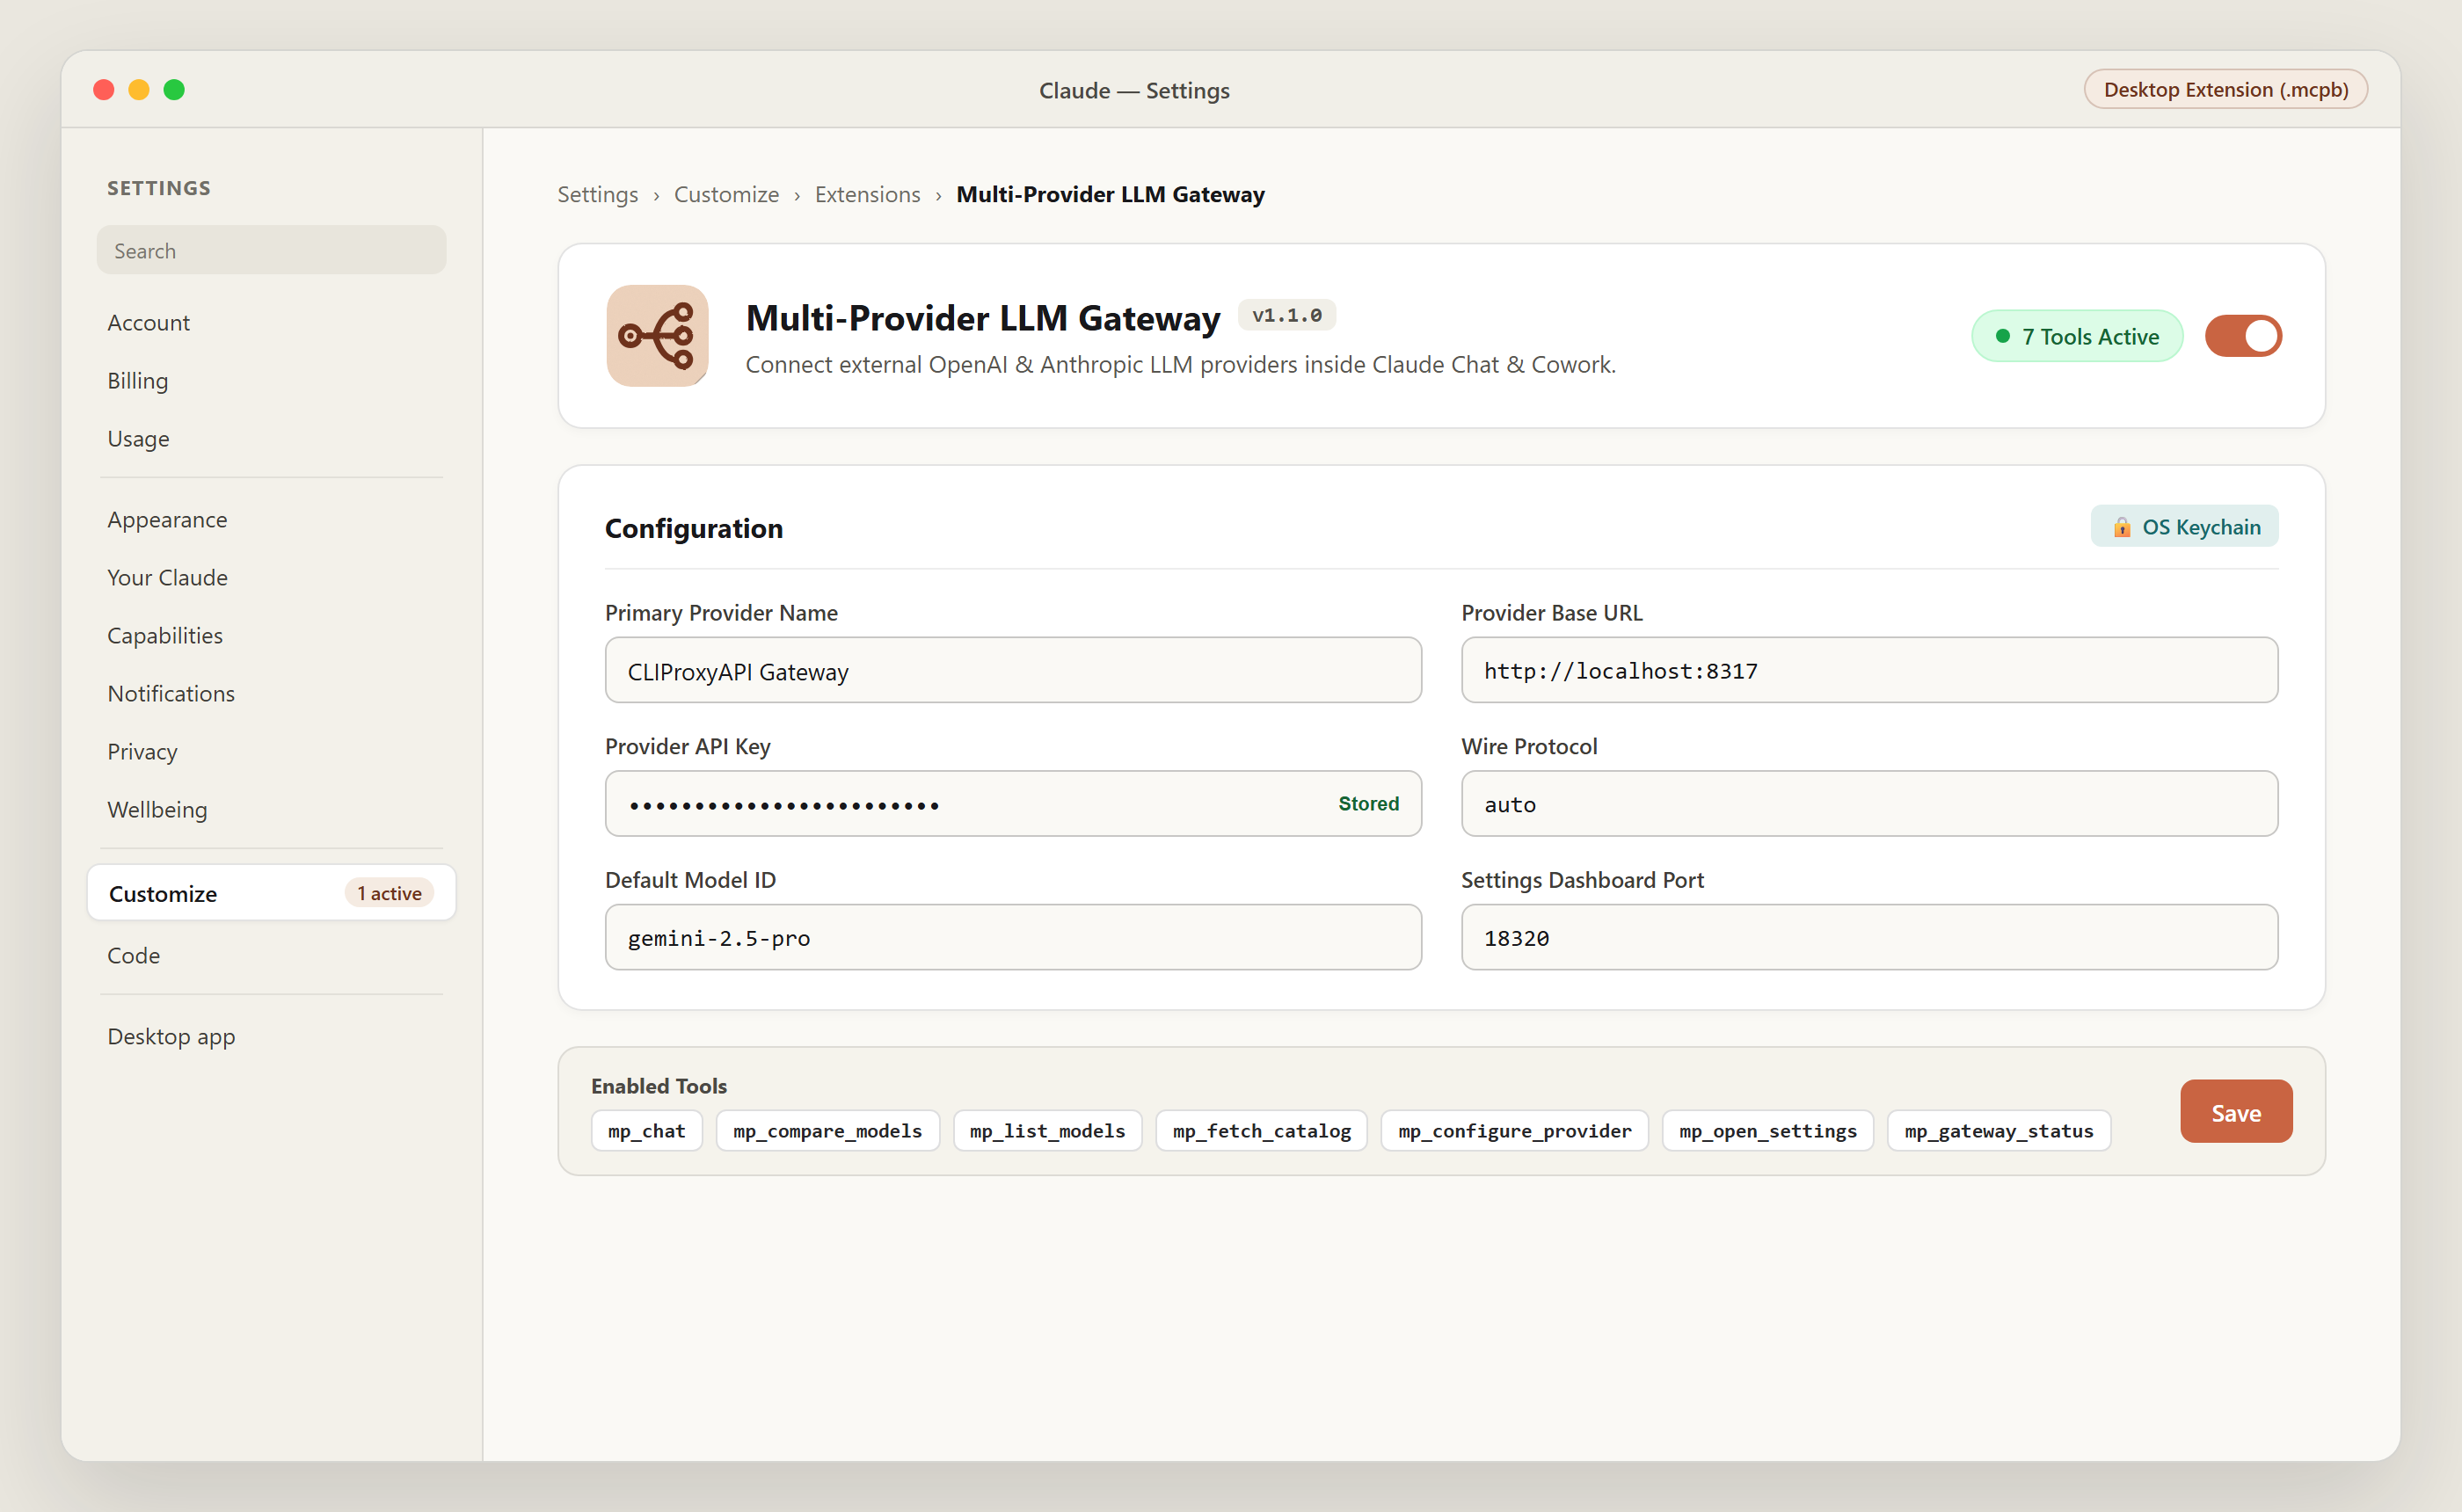 Claude — Settings
Desktop Extension (.mcpb)
SETTINGS
Search
Account
Billing
Usage
Appearance
Your Claude
Capabilities
Notifications
Privacy
Wellbeing
Customize 1 active
Code
Desktop app
Settings › Customize › Extensions › Multi-Provider LLM Gateway
Multi-Provider LLM Gateway v1.1.0
Connect external OpenAI & Anthropic LLM providers inside Claude Chat & Cowork.
7 Tools Active
Configuration
OS Keychain
Primary Provider Name
CLIProxyAPI Gateway
Provider Base URL
http://localhost:8317
Provider API Key
•••••••••••••••••••••••• Stored
Wire Protocol
auto
Default Model ID
gemini-2.5-pro
Settings Dashboard Port
18320
Enabled Tools
mp_chat mp_compare_models mp_list_models mp_fetch_catalog mp_configure_provider mp_open_settings mp_gateway_status
Save